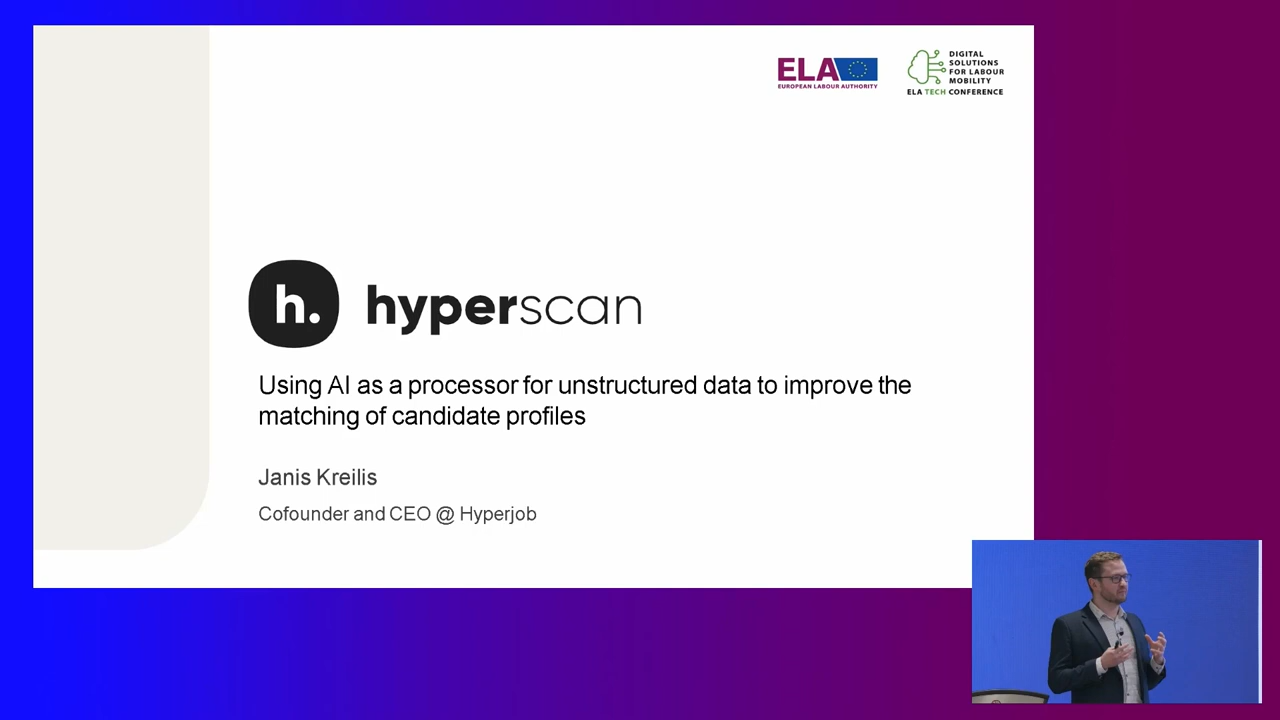 ELA
EUROPEAN LABOUR AUTHORITY
DIGITAL
SOLUTIONS
FOR LABOUR
MOBILITY
ELA TECH CONFERENCE
h. hyperscan
Using AI as a processor for unstructured data to improve the
matching of candidate profiles
Janis Kreilis
Cofounder and CEO @ Hyperjob